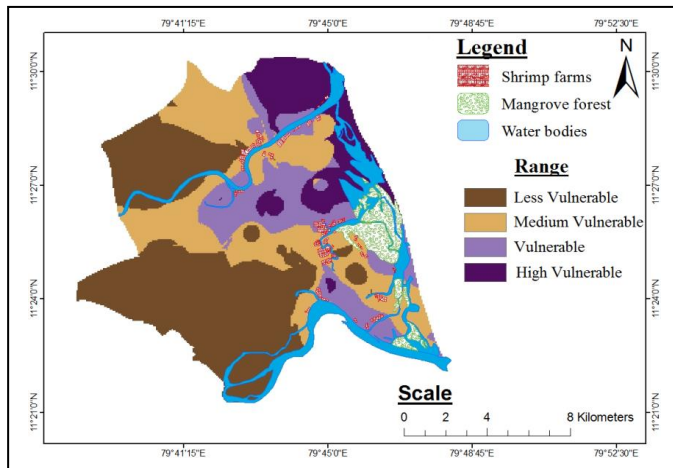 79°41'15"E 79°45'0"E 79°48'45"E 79°52'30"E
11°30'0"N
11°27'0"N
11°24'0"N
11°21'0"N
Legend
Shrimp farms
Mangrove forest
Water bodies
N
Range
Less Vulnerable
Medium Vulnerable
Vulnerable
High Vulnerable
Scale
0 2 4 8 Kilometers
11°30'0"N
11°27'0"N
11°24'0"N
11°21'0"N
79°41'15"E 79°45'0"E 79°48'45"E 79°52'30"E